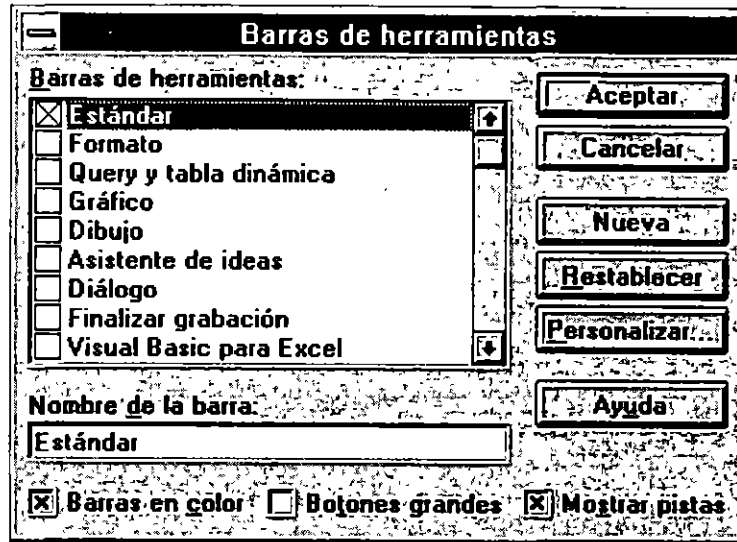 Barras de herramientas
Barras de herramientas:
Estándar
Formato
Query y tabla dinámica
Gráfico
Dibujo
Asistente de ideas
Diálogo
Finalizar grabación
Visual Basic para Excel
Nombre de la barra:
Estándar
Barras en color
Botones grandes
Mostrar pistas
Aceptar
Cancelar
Nueva
Restablecer
Personalizar...
Ayuda